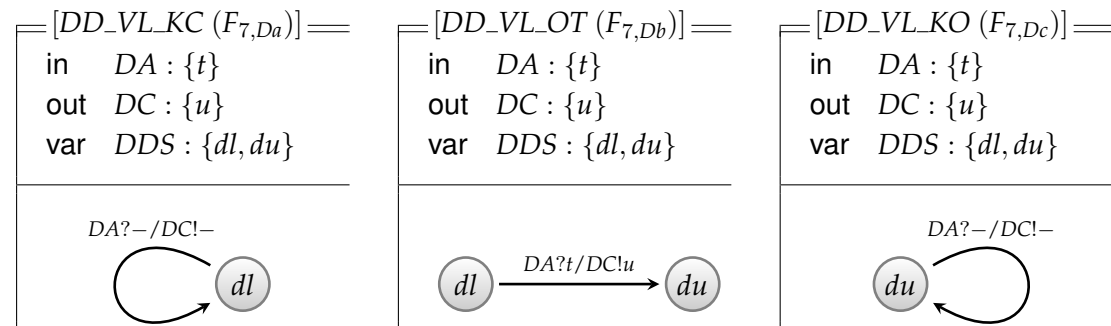 [DD_VL_KC (F7,Da)] [DD_VL_OT (F7,Db)] [DD_VL_KO (F7,Dc)]
in DA : {t} in DA : {t} in DA : {t}
out DC : {u} out DC : {u} out DC : {u}
var DDS : {dl, du} var DDS : {dl, du} var DDS : {dl, du}
DA?−/DC!− DA?−/DC!−
DA?t/DC!u
dl dl du du